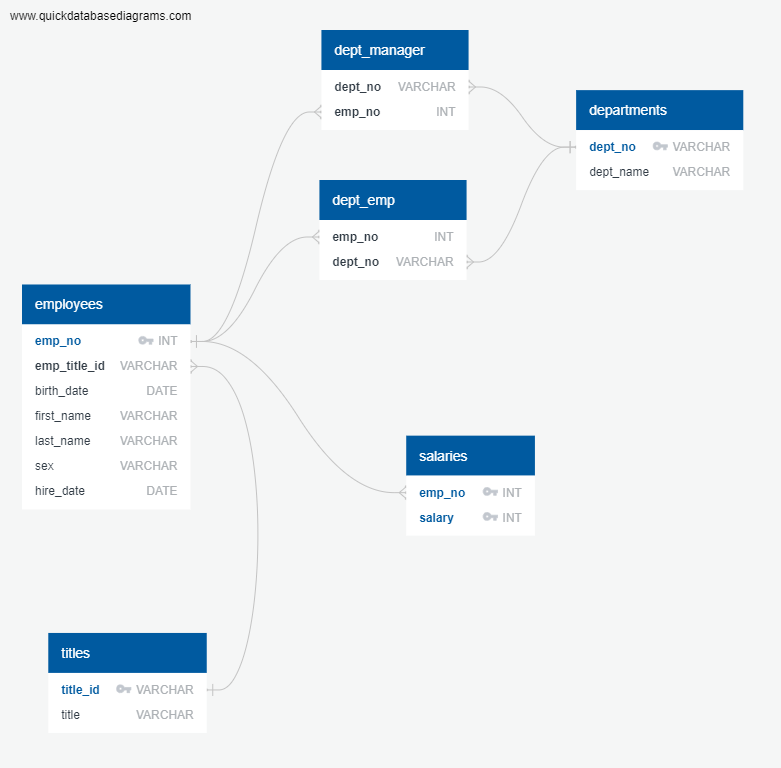 www.quickdatabasediagrams.com
dept_manager
dept_no VARCHAR
emp_no INT
departments
dept_no VARCHAR
dept_name VARCHAR
dept_emp
emp_no INT
dept_no VARCHAR
employees
emp_no INT
emp_title_id VARCHAR
birth_date DATE
first_name VARCHAR
last_name VARCHAR
sex VARCHAR
hire_date DATE
salaries
emp_no INT
salary INT
titles
title_id VARCHAR
title VARCHAR